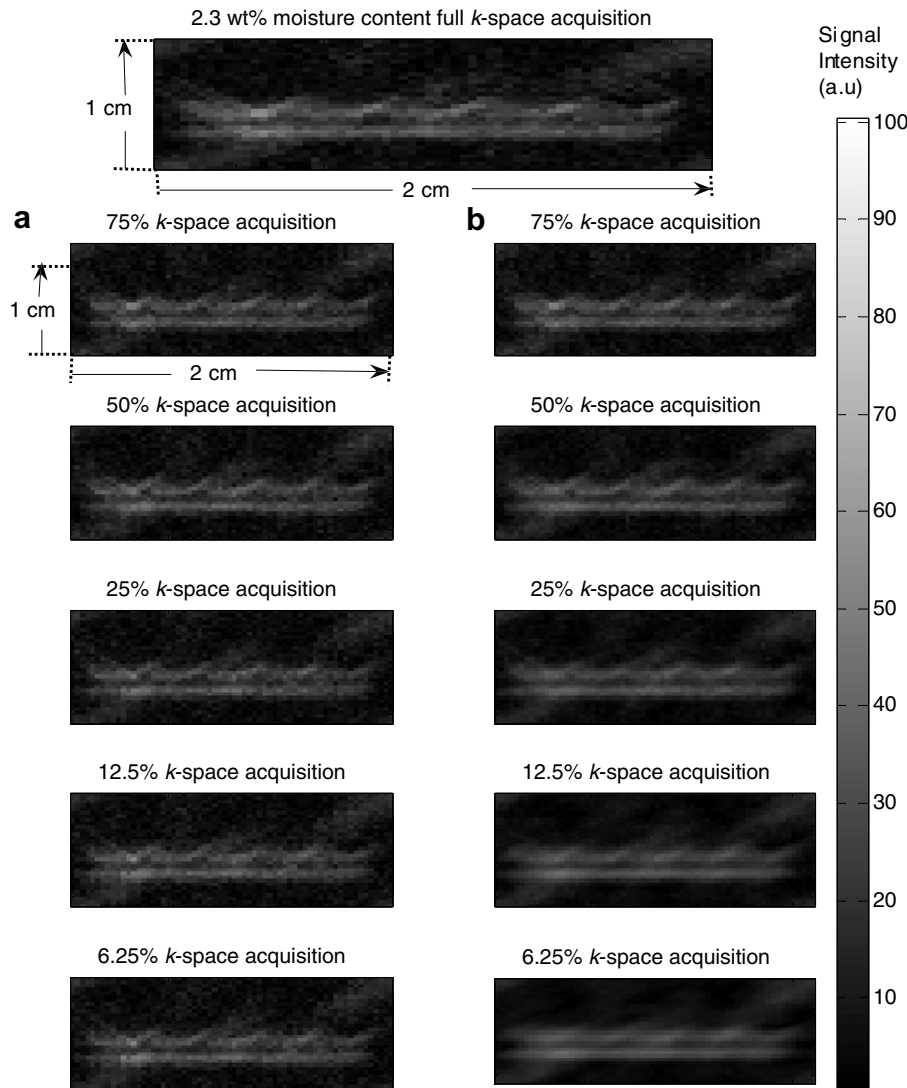 2.3 wt% moisture content full k-space acquisition
Signal
Intensity
(a.u)
1 cm
2 cm
a
75% k-space acquisition
b
75% k-space acquisition
1 cm
2 cm
50% k-space acquisition
50% k-space acquisition
25% k-space acquisition
25% k-space acquisition
12.5% k-space acquisition
12.5% k-space acquisition
6.25% k-space acquisition
6.25% k-space acquisition
100
90
80
70
60
50
40
30
20
10